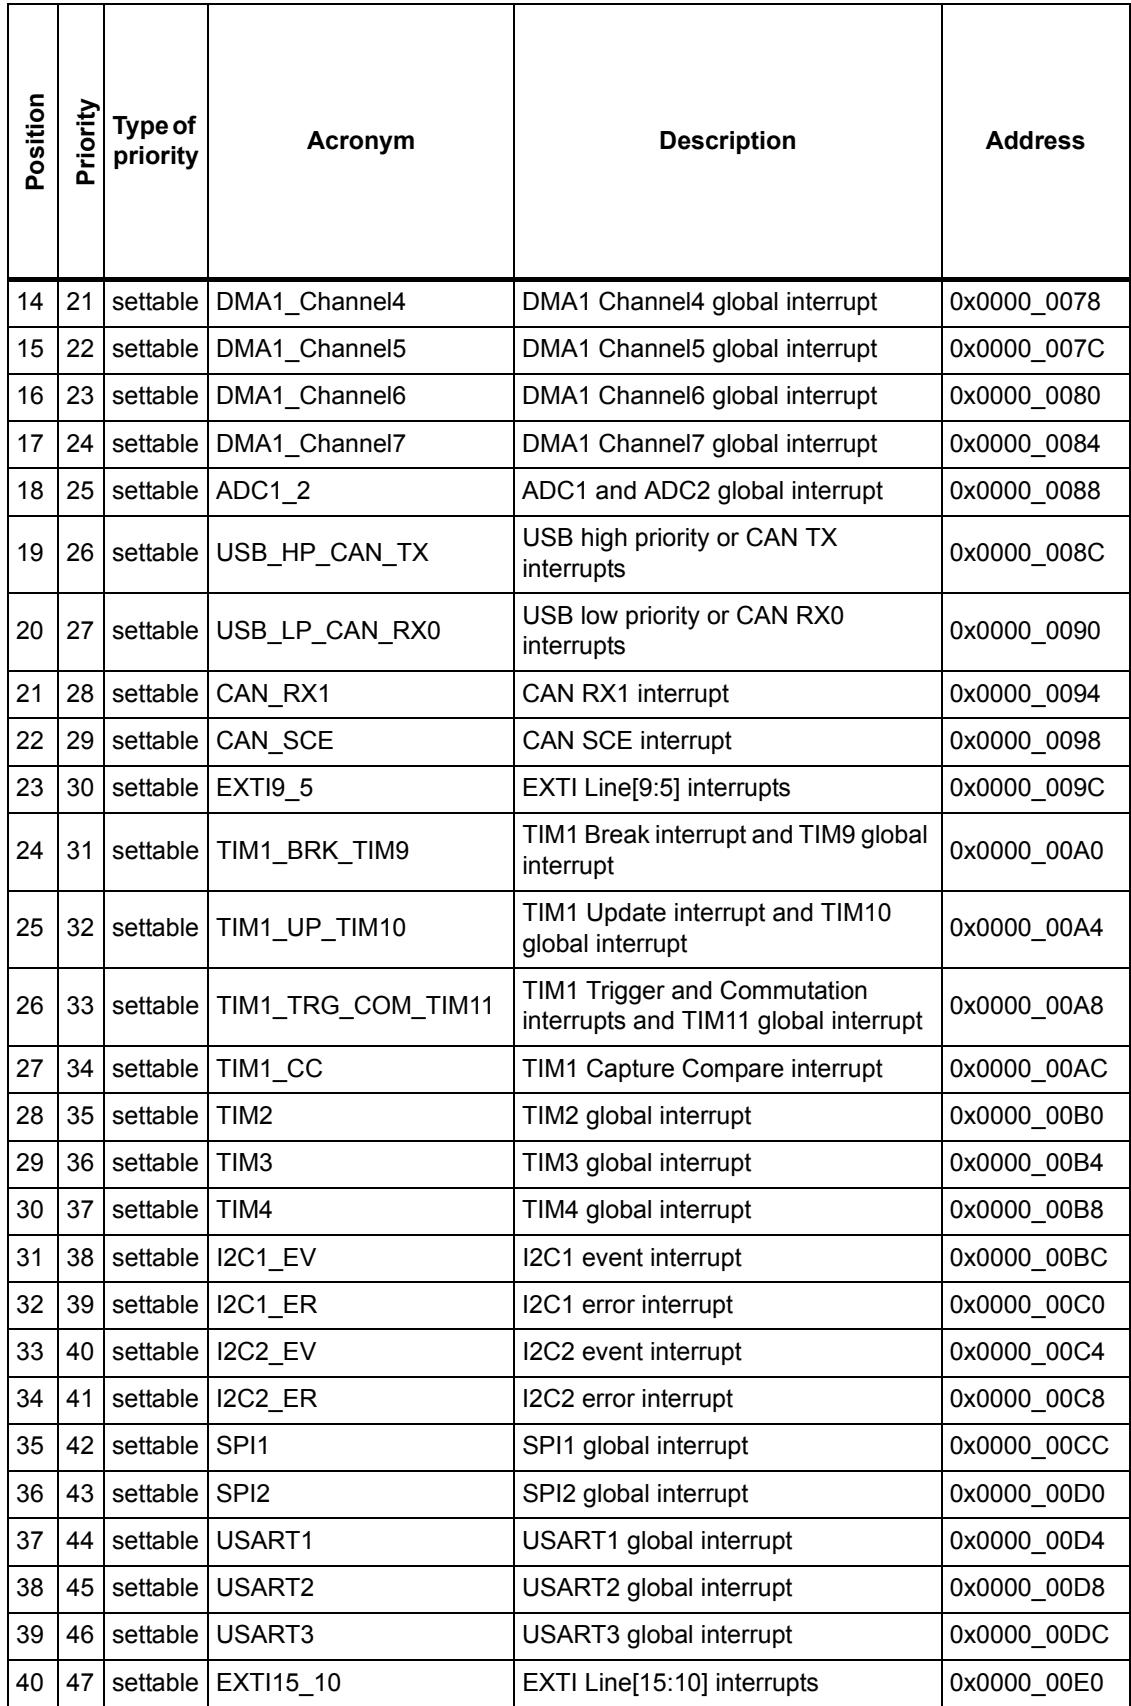 Position Priority Type of priority Acronym Description Address
14 21 settable DMA1_Channel4 DMA1 Channel4 global interrupt 0x0000_0078
15 22 settable DMA1_Channel5 DMA1 Channel5 global interrupt 0x0000_007C
16 23 settable DMA1_Channel6 DMA1 Channel6 global interrupt 0x0000_0080
17 24 settable DMA1_Channel7 DMA1 Channel7 global interrupt 0x0000_0084
18 25 settable ADC1_2 ADC1 and ADC2 global interrupt 0x0000_0088
19 26 settable USB_HP_CAN_TX USB high priority or CAN TX interrupts 0x0000_008C
20 27 settable USB_LP_CAN_RX0 USB low priority or CAN RX0 interrupts 0x0000_0090
21 28 settable CAN_RX1 CAN RX1 interrupt 0x0000_0094
22 29 settable CAN_SCE CAN SCE interrupt 0x0000_0098
23 30 settable EXTI9_5 EXTI Line[9:5] interrupts 0x0000_009C
24 31 settable TIM1_BRK_TIM9 TIM1 Break interrupt and TIM9 global interrupt 0x0000_00A0
25 32 settable TIM1_UP_TIM10 TIM1 Update interrupt and TIM10 global interrupt 0x0000_00A4
26 33 settable TIM1_TRG_COM_TIM11 TIM1 Trigger and Commutation interrupts and TIM11 global interrupt 0x0000_00A8
27 34 settable TIM1_CC TIM1 Capture Compare interrupt 0x0000_00AC
28 35 settable TIM2 TIM2 global interrupt 0x0000_00B0
29 36 settable TIM3 TIM3 global interrupt 0x0000_00B4
30 37 settable TIM4 TIM4 global interrupt 0x0000_00B8
31 38 settable I2C1_EV I2C1 event interrupt 0x0000_00BC
32 39 settable I2C1_ER I2C1 error interrupt 0x0000_00C0
33 40 settable I2C2_EV I2C2 event interrupt 0x0000_00C4
34 41 settable I2C2_ER I2C2 error interrupt 0x0000_00C8
35 42 settable SPI1 SPI1 global interrupt 0x0000_00CC
36 43 settable SPI2 SPI2 global interrupt 0x0000_00D0
37 44 settable USART1 USART1 global interrupt 0x0000_00D4
38 45 settable USART2 USART2 global interrupt 0x0000_00D8
39 46 settable USART3 USART3 global interrupt 0x0000_00DC
40 47 settable EXTI15_10 EXTI Line[15:10] interrupts 0x0000_00E0